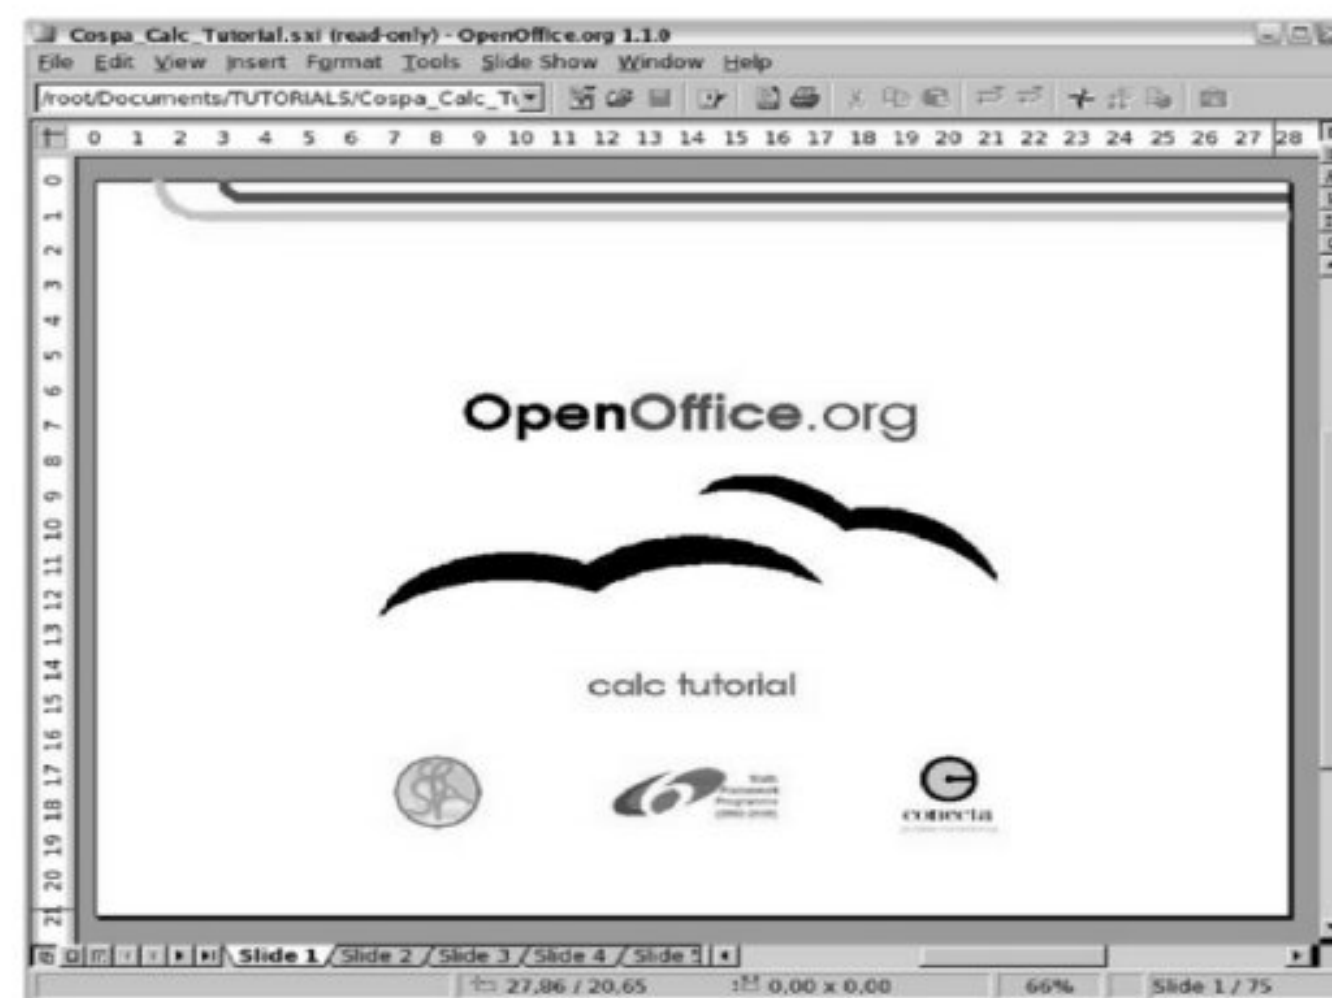 Cospa_Calc_Tutorial.sxi (read-only) - OpenOffice.org 1.1.0
File Edit View Insert Format Tools Slide Show Window Help
/root/Documents/TUTORIALS/Cospa_Calc_Tu
0 1 2 3 4 5 6 7 8 9 10 11 12 13 14 15 16 17 18 19 20 21 22 23 24 25 26 27 28
0 1 2 3 4 5 6 7 8 9 10 11 12 13 14 15 16 17 18 19 20 21
OpenOffice.org
calc tutorial
Framework
Programme
conecta
Slide 1 Slide 2 Slide 3 Slide 4 Slide
27,86 / 20,65 0,00 x 0,00 66% Slide 1 / 75